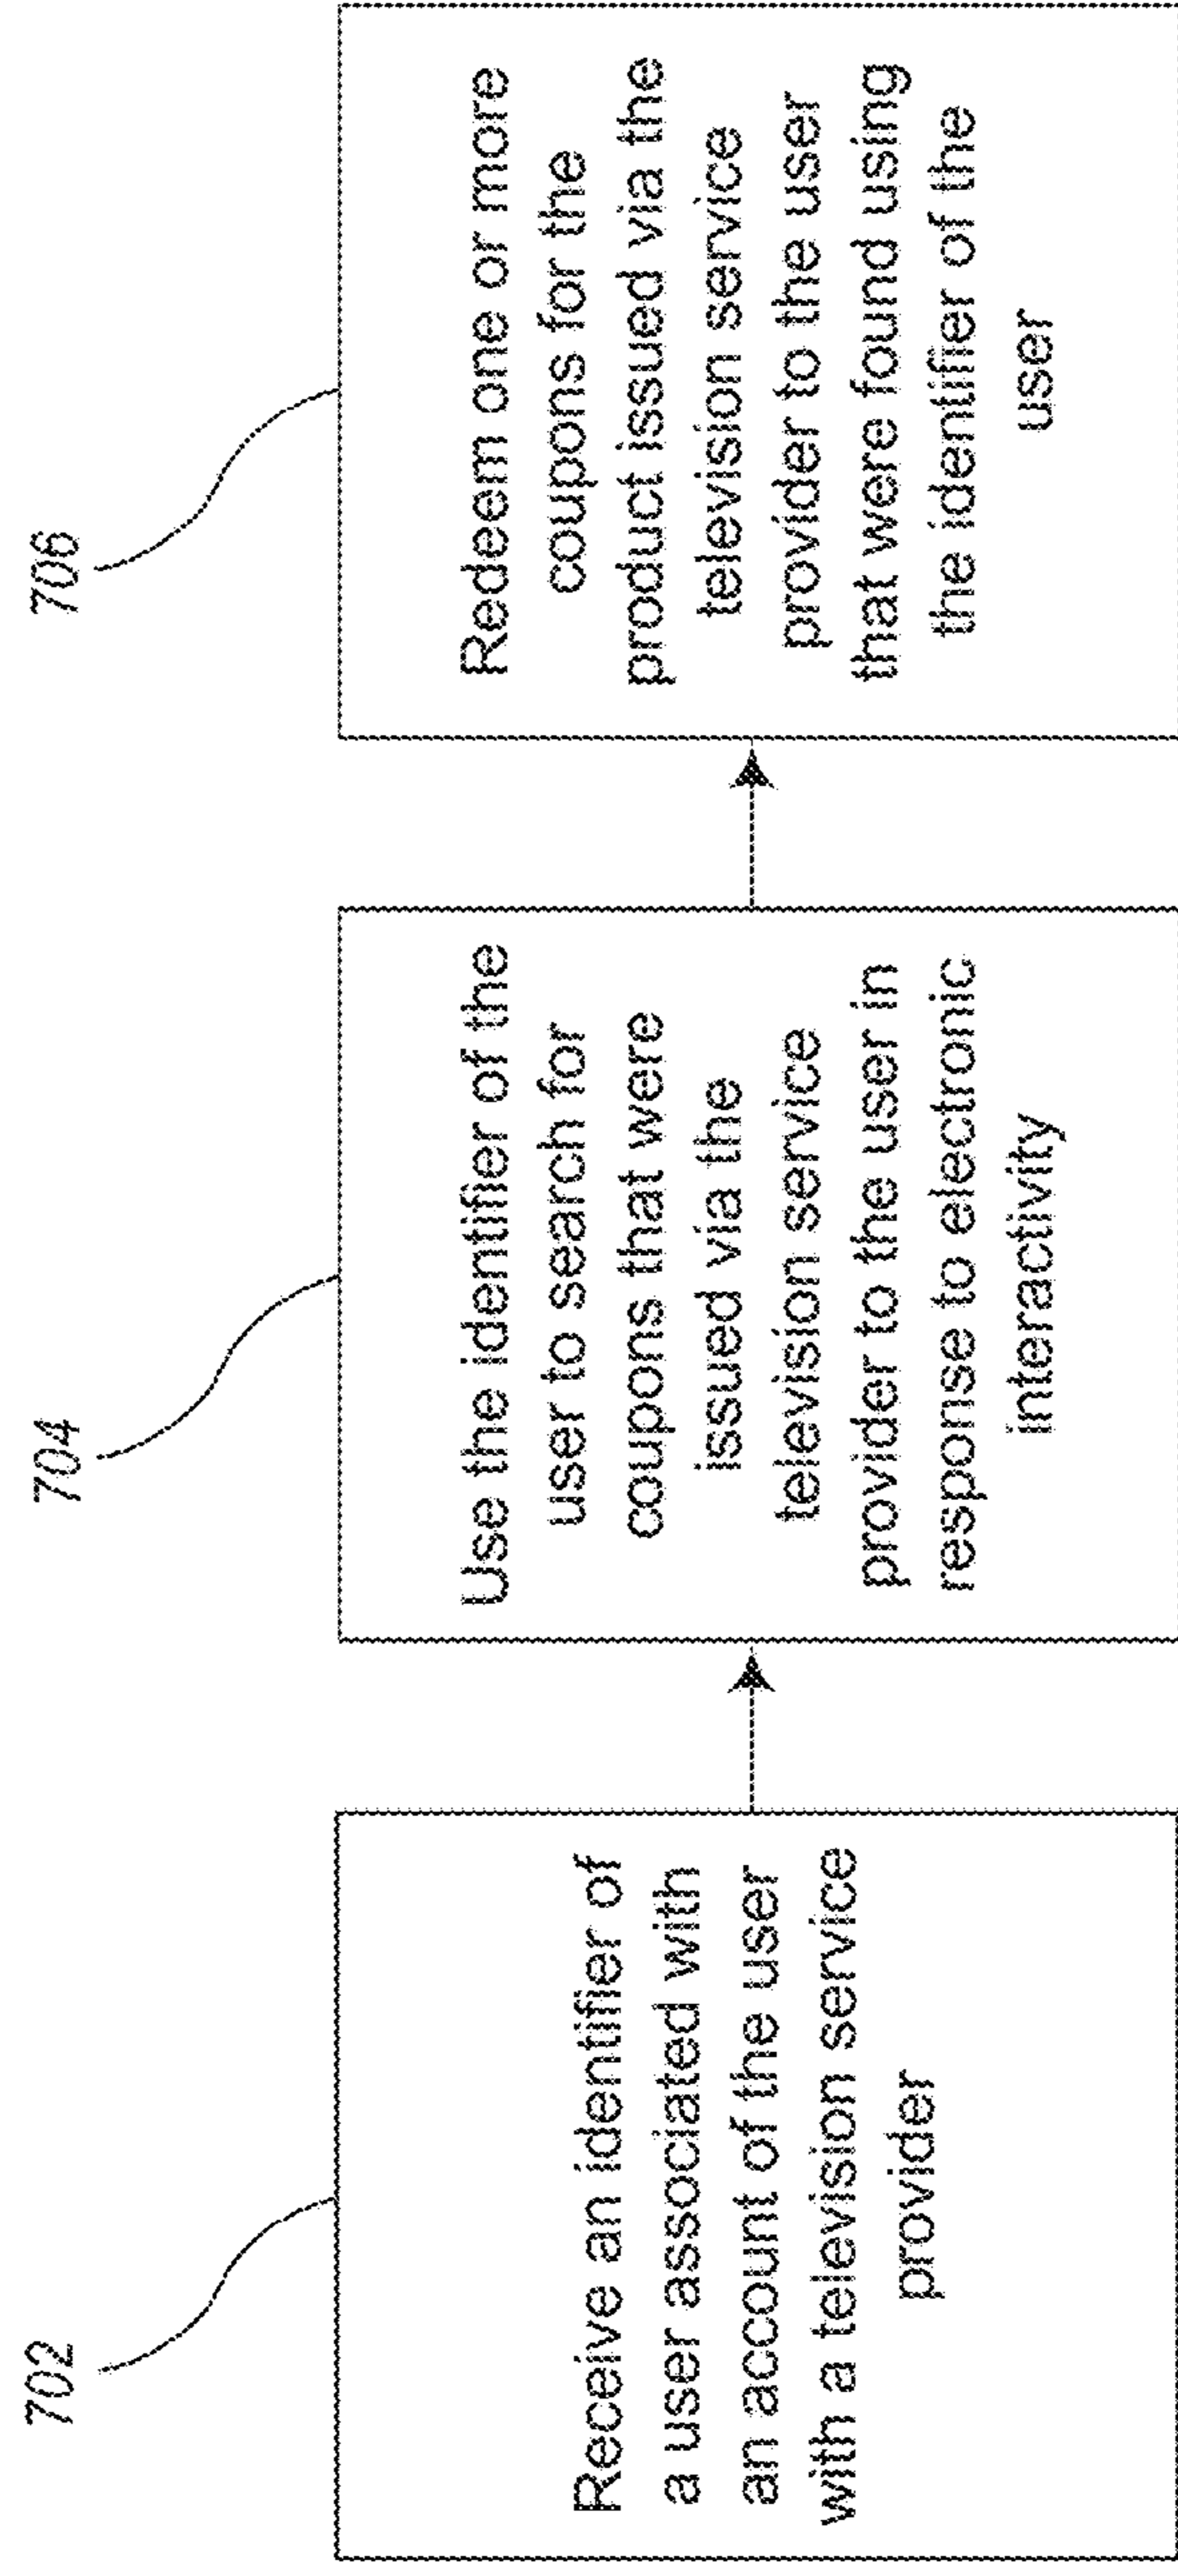 702
Receive an identifier of
a user associated with
an account of the user
with a television service
provider
704
Use the identifier of the
user to search for
coupons that were
issued via the
television service
provider to the user in
response to electronic
interactivity
706
Redeem one or more
coupons for the
product issued via the
television service
provider to the user
that were found using
the identifier of the
user